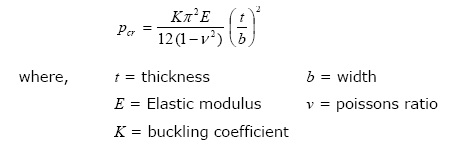 p_cr = Kπ²E / 12(1−ν²) (t/b)²
where, t = thickness b = width
E = Elastic modulus ν = poissons ratio
K = buckling coefficient